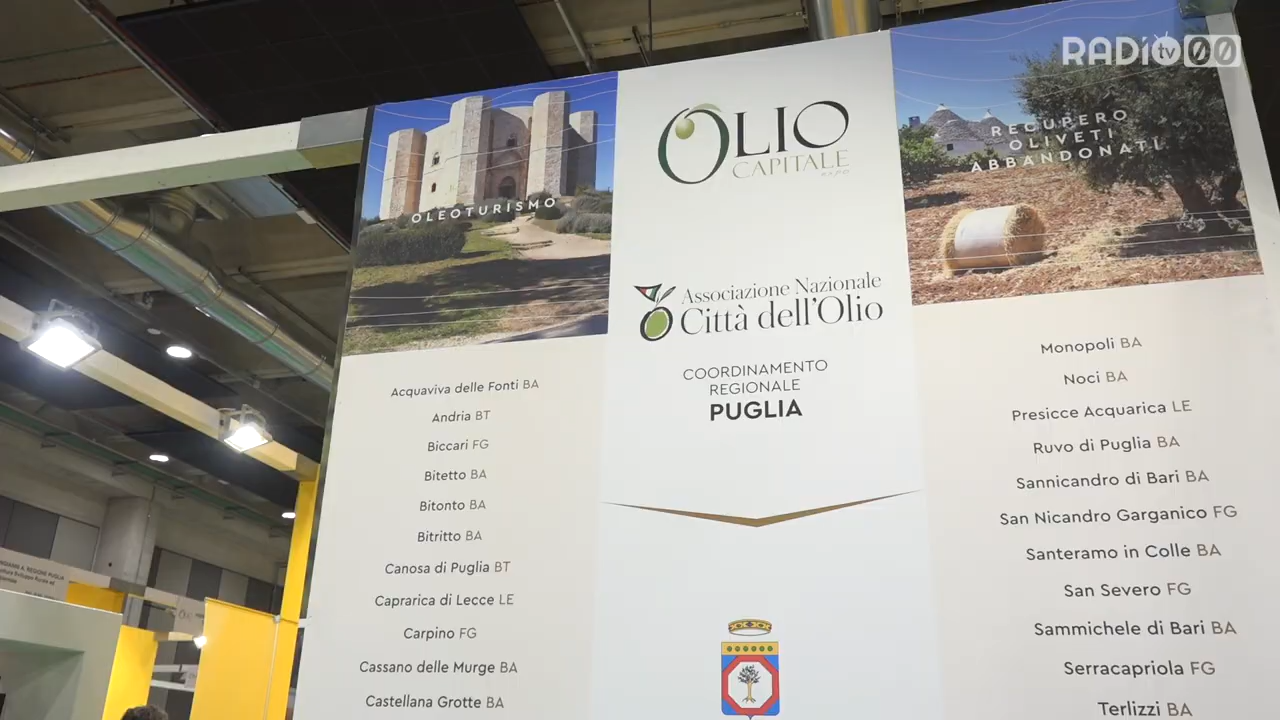 RADIO tv 00
OLEOTURISMO
OLIO
CAPITALE
EXPO
RECUPERO
OLIVETI
ABBANDONATI
Associazione Nazionale
Città dell'Olio
COORDINAMENTO
REGIONALE
PUGLIA
Acquaviva delle Fonti BA
Andria BT
Biccari FG
Bitetto BA
Bitonto BA
Bitritto BA
Canosa di Puglia BT
Caprarica di Lecce LE
Carpino FG
Cassano delle Murge BA
Castellana Grotte BA
Monopoli BA
Noci BA
Presicce Acquarica LE
Ruvo di Puglia BA
Sannicandro di Bari BA
San Nicandro Garganico FG
Santeramo in Colle BA
San Severo FG
Sammichele di Bari BA
Serracapriola FG
Terlizzi BA
REGIONE PUGLIA